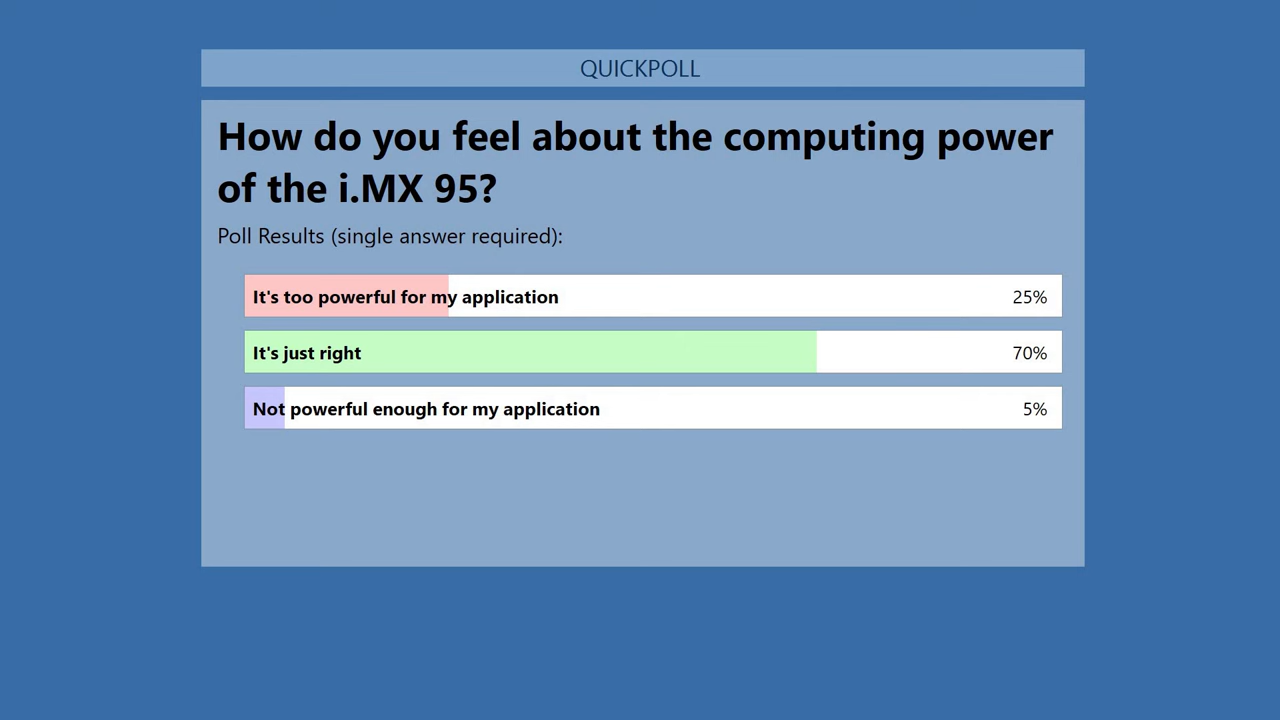 QUICKPOLL
How do you feel about the computing power
of the i.MX 95?
Poll Results (single answer required):
It's too powerful for my application 25%
It's just right 70%
Not powerful enough for my application 5%